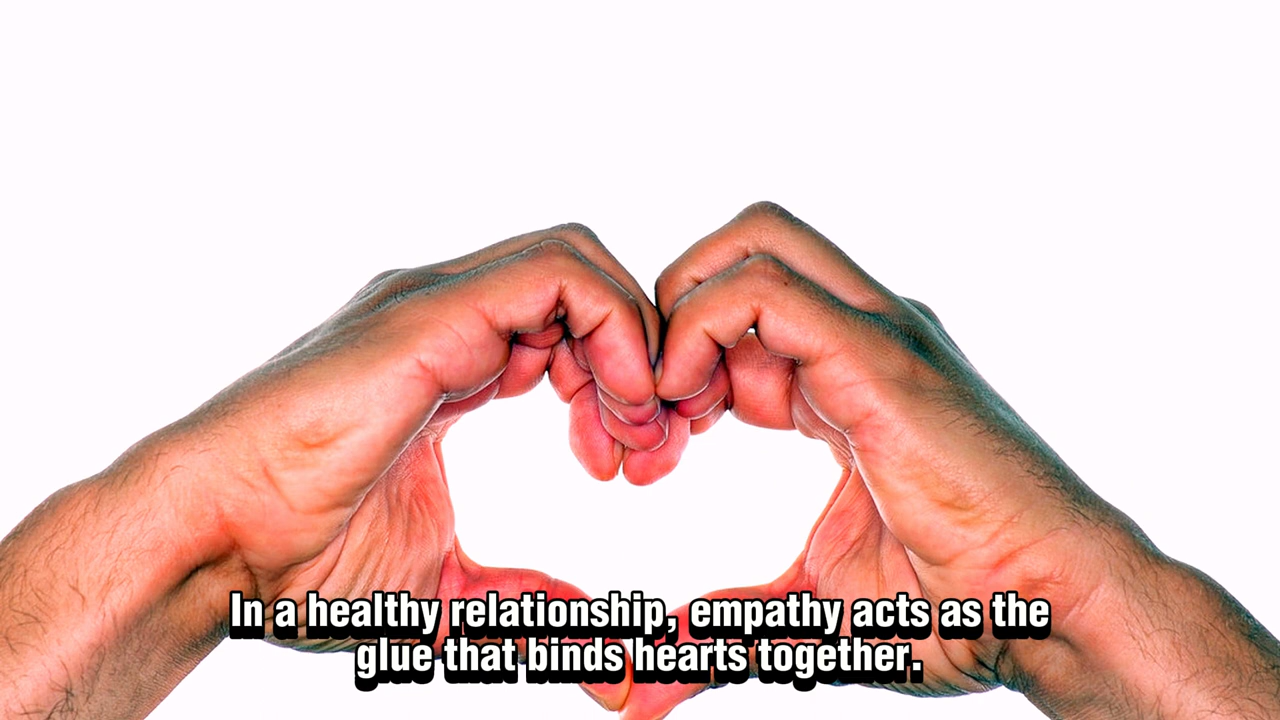 In a healthy relationship, empathy acts as the
glue that binds hearts together.